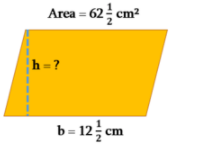 Area = 62 1/2 cm²
h = ?
b = 12 1/2 cm